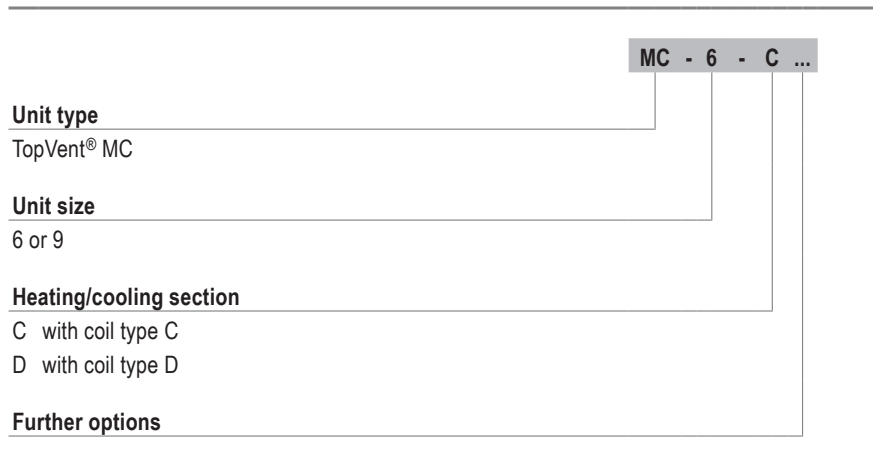 MC - 6 - C ...
Unit type
TopVent® MC
Unit size
6 or 9
Heating/cooling section
C with coil type C
D with coil type D
Further options